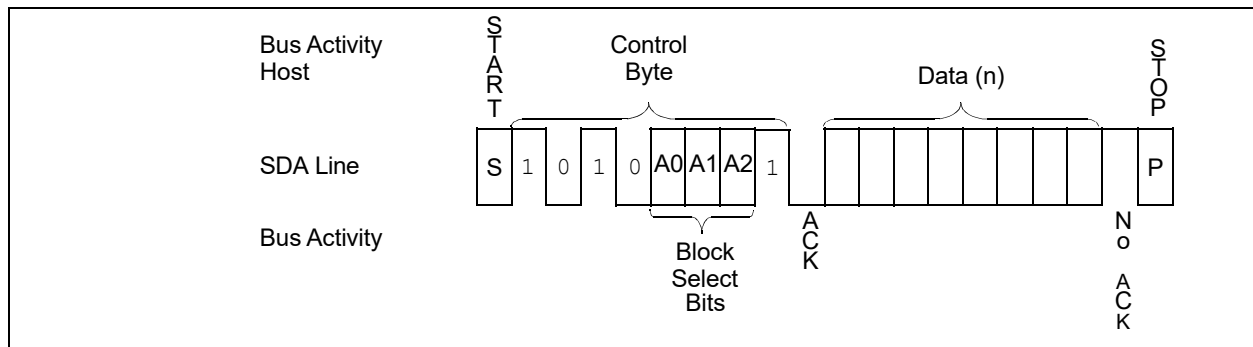 Bus Activity
Host
START
Control
Byte
Data (n)
STOP
SDA Line
S 1 0 1 0 A0 A1 A2 1 P
Bus Activity
ACK
Block
Select
Bits
No ACK